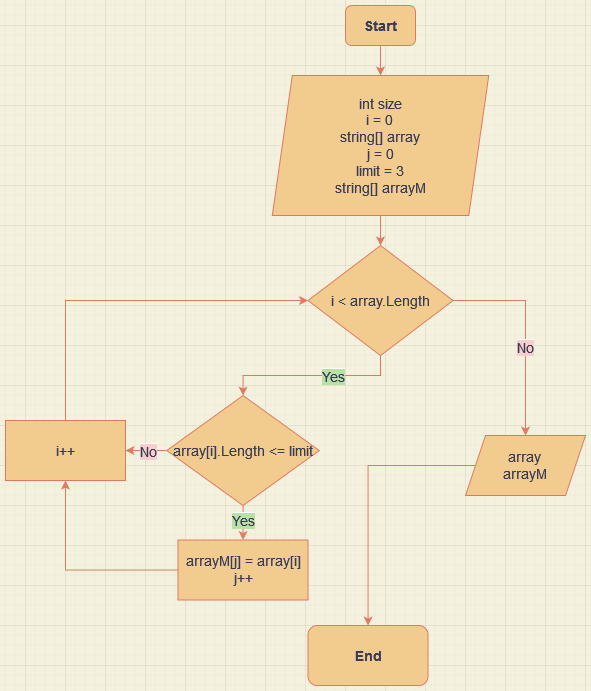 Start
int size
i = 0
string[] array
j = 0
limit = 3
string[] arrayM
i < array.Length
No
Yes
array[i].Length <= limit
No
i++
array
arrayM
Yes
arrayM[j] = array[i]
j++
End